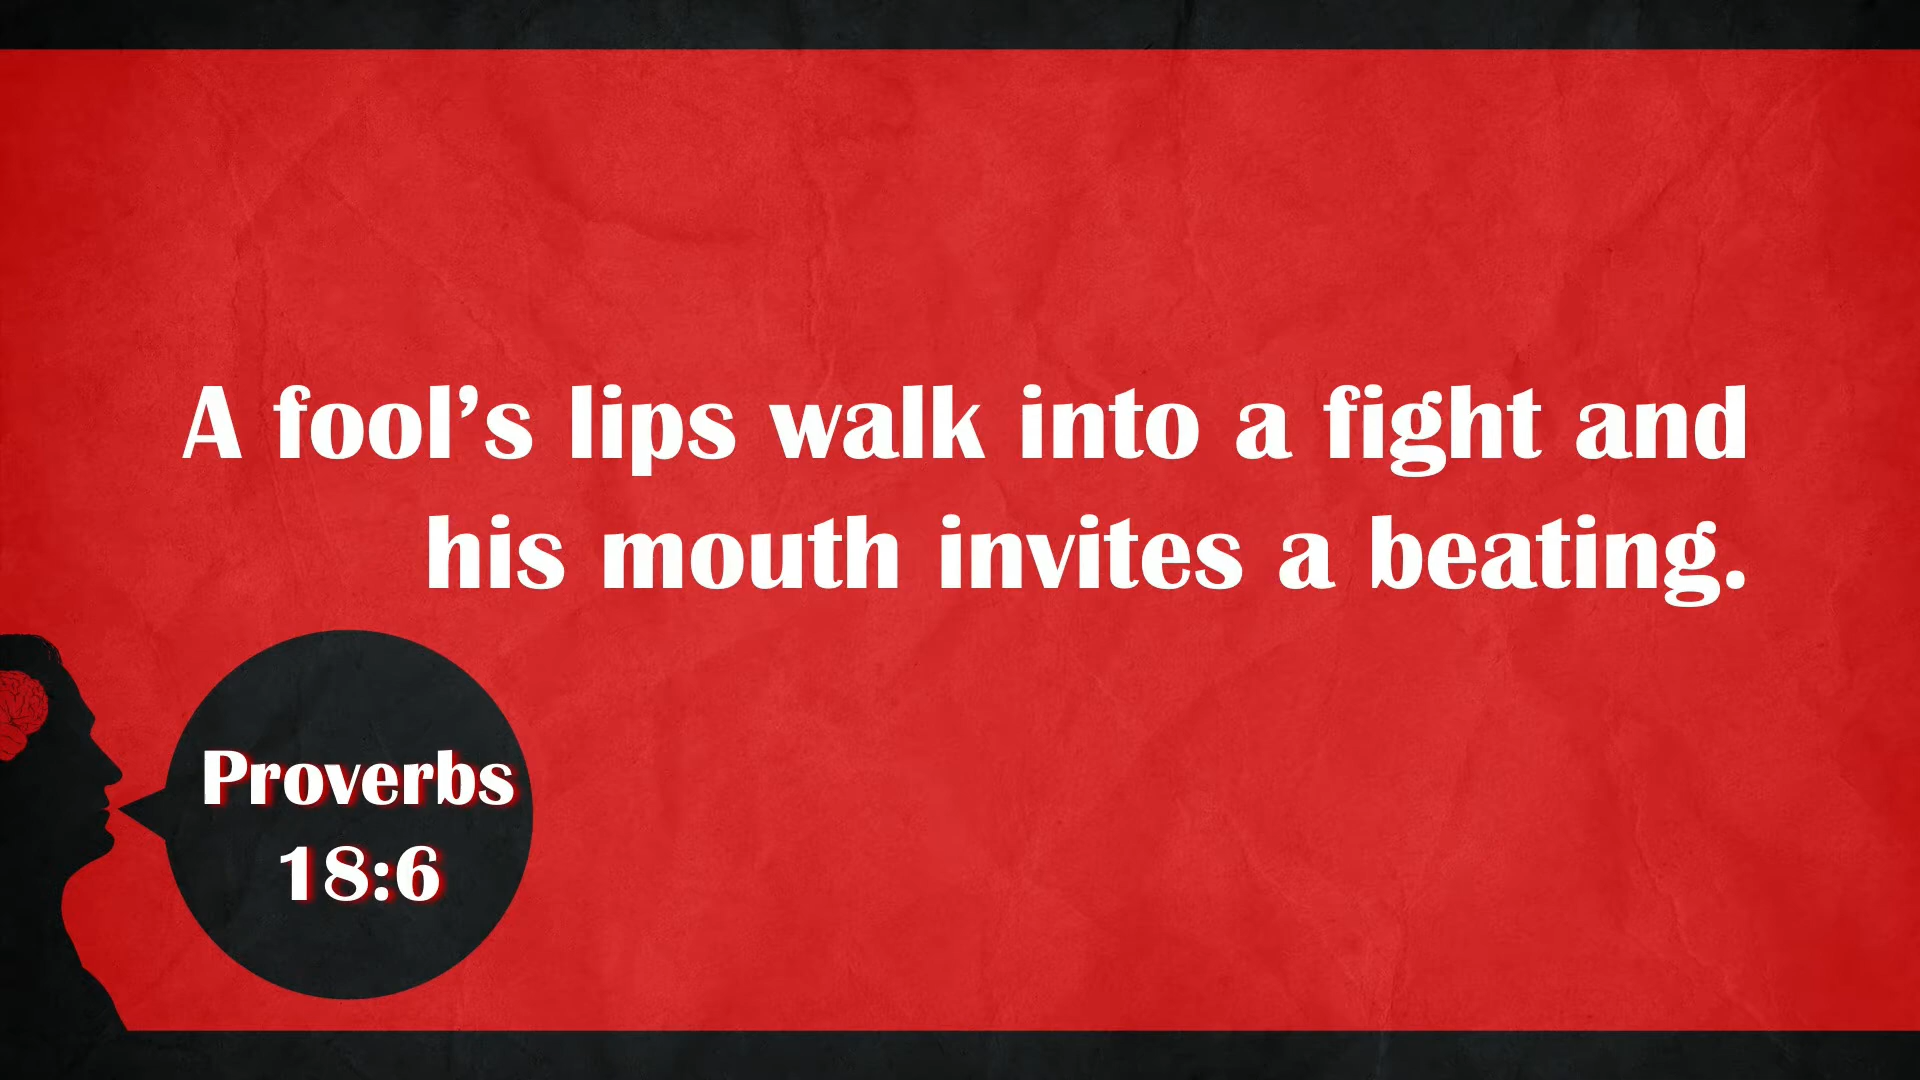 A fool’s lips walk into a fight and
his mouth invites a beating.
Proverbs
18:6